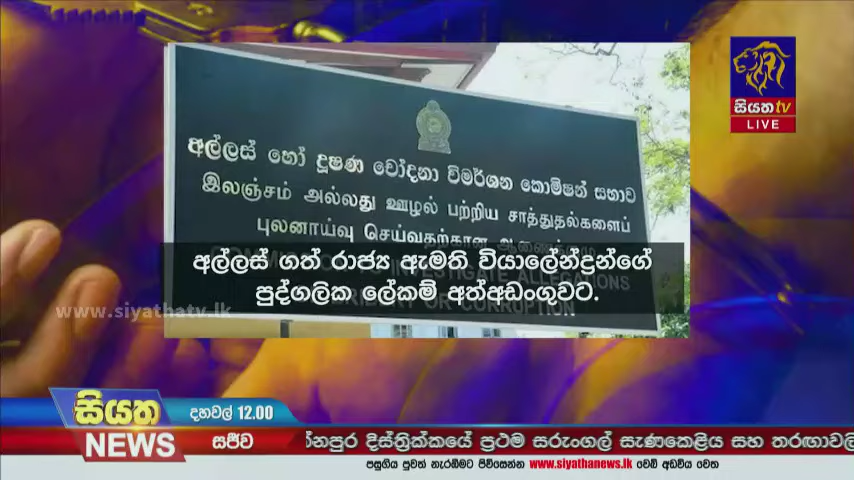 සියත tv
LIVE
අල්ලස් හෝ දූෂණ චෝදනා විමර්ශන කොමිෂන් සභාව
இலஞ்சம் அல்லது ஊழல் பற்றிய சாத்துதல்களைப்
புலனாய்வு செய்வதற்கான ஆணைக்குழு
INVESTIGATE ALLEGATIONS
OR CORRUPTION
අල්ලස් ගත් රාජ්‍ය ඇමති වියාලේන්ද්‍රන්ගේ
පුද්ගලික ලේකම් අත්අඩංගුවට.
www.siyathatv.lk
සියත
NEWS
දහවල් 12.00
සජීව
පුර දිස්ත්‍රික්කයේ ප්‍රථම සරුංගල් සැණකෙළිය සහ තරඟාවලි
පසුගිය පුවත් නැරඹීමට පිවිසෙන්න www.siyathanews.lk වෙබ් අඩවිය වෙත